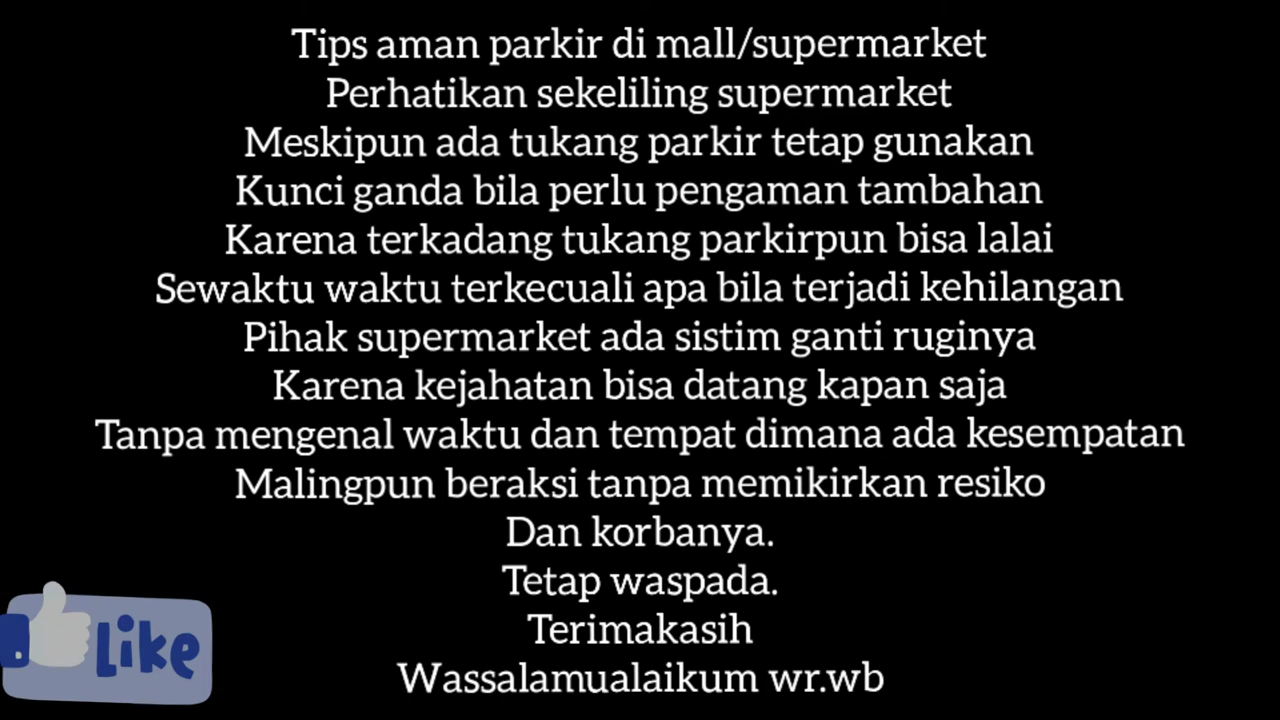 Tips aman parkir di mall/supermarket
Perhatikan sekeliling supermarket
Meskipun ada tukang parkir tetap gunakan
Kunci ganda bila perlu pengaman tambahan
Karena terkadang tukang parkirpun bisa lalai
Sewaktu waktu terkecuali apa bila terjadi kehilangan
Pihak supermarket ada sistim ganti ruginya
Karena kejahatan bisa datang kapan saja
Tanpa mengenal waktu dan tempat dimana ada kesempatan
Malingpun beraksi tanpa memikirkan resiko
Dan korbanya.
Tetap waspada.
Terimakasih
Wassalamualaikum wr.wb
Like